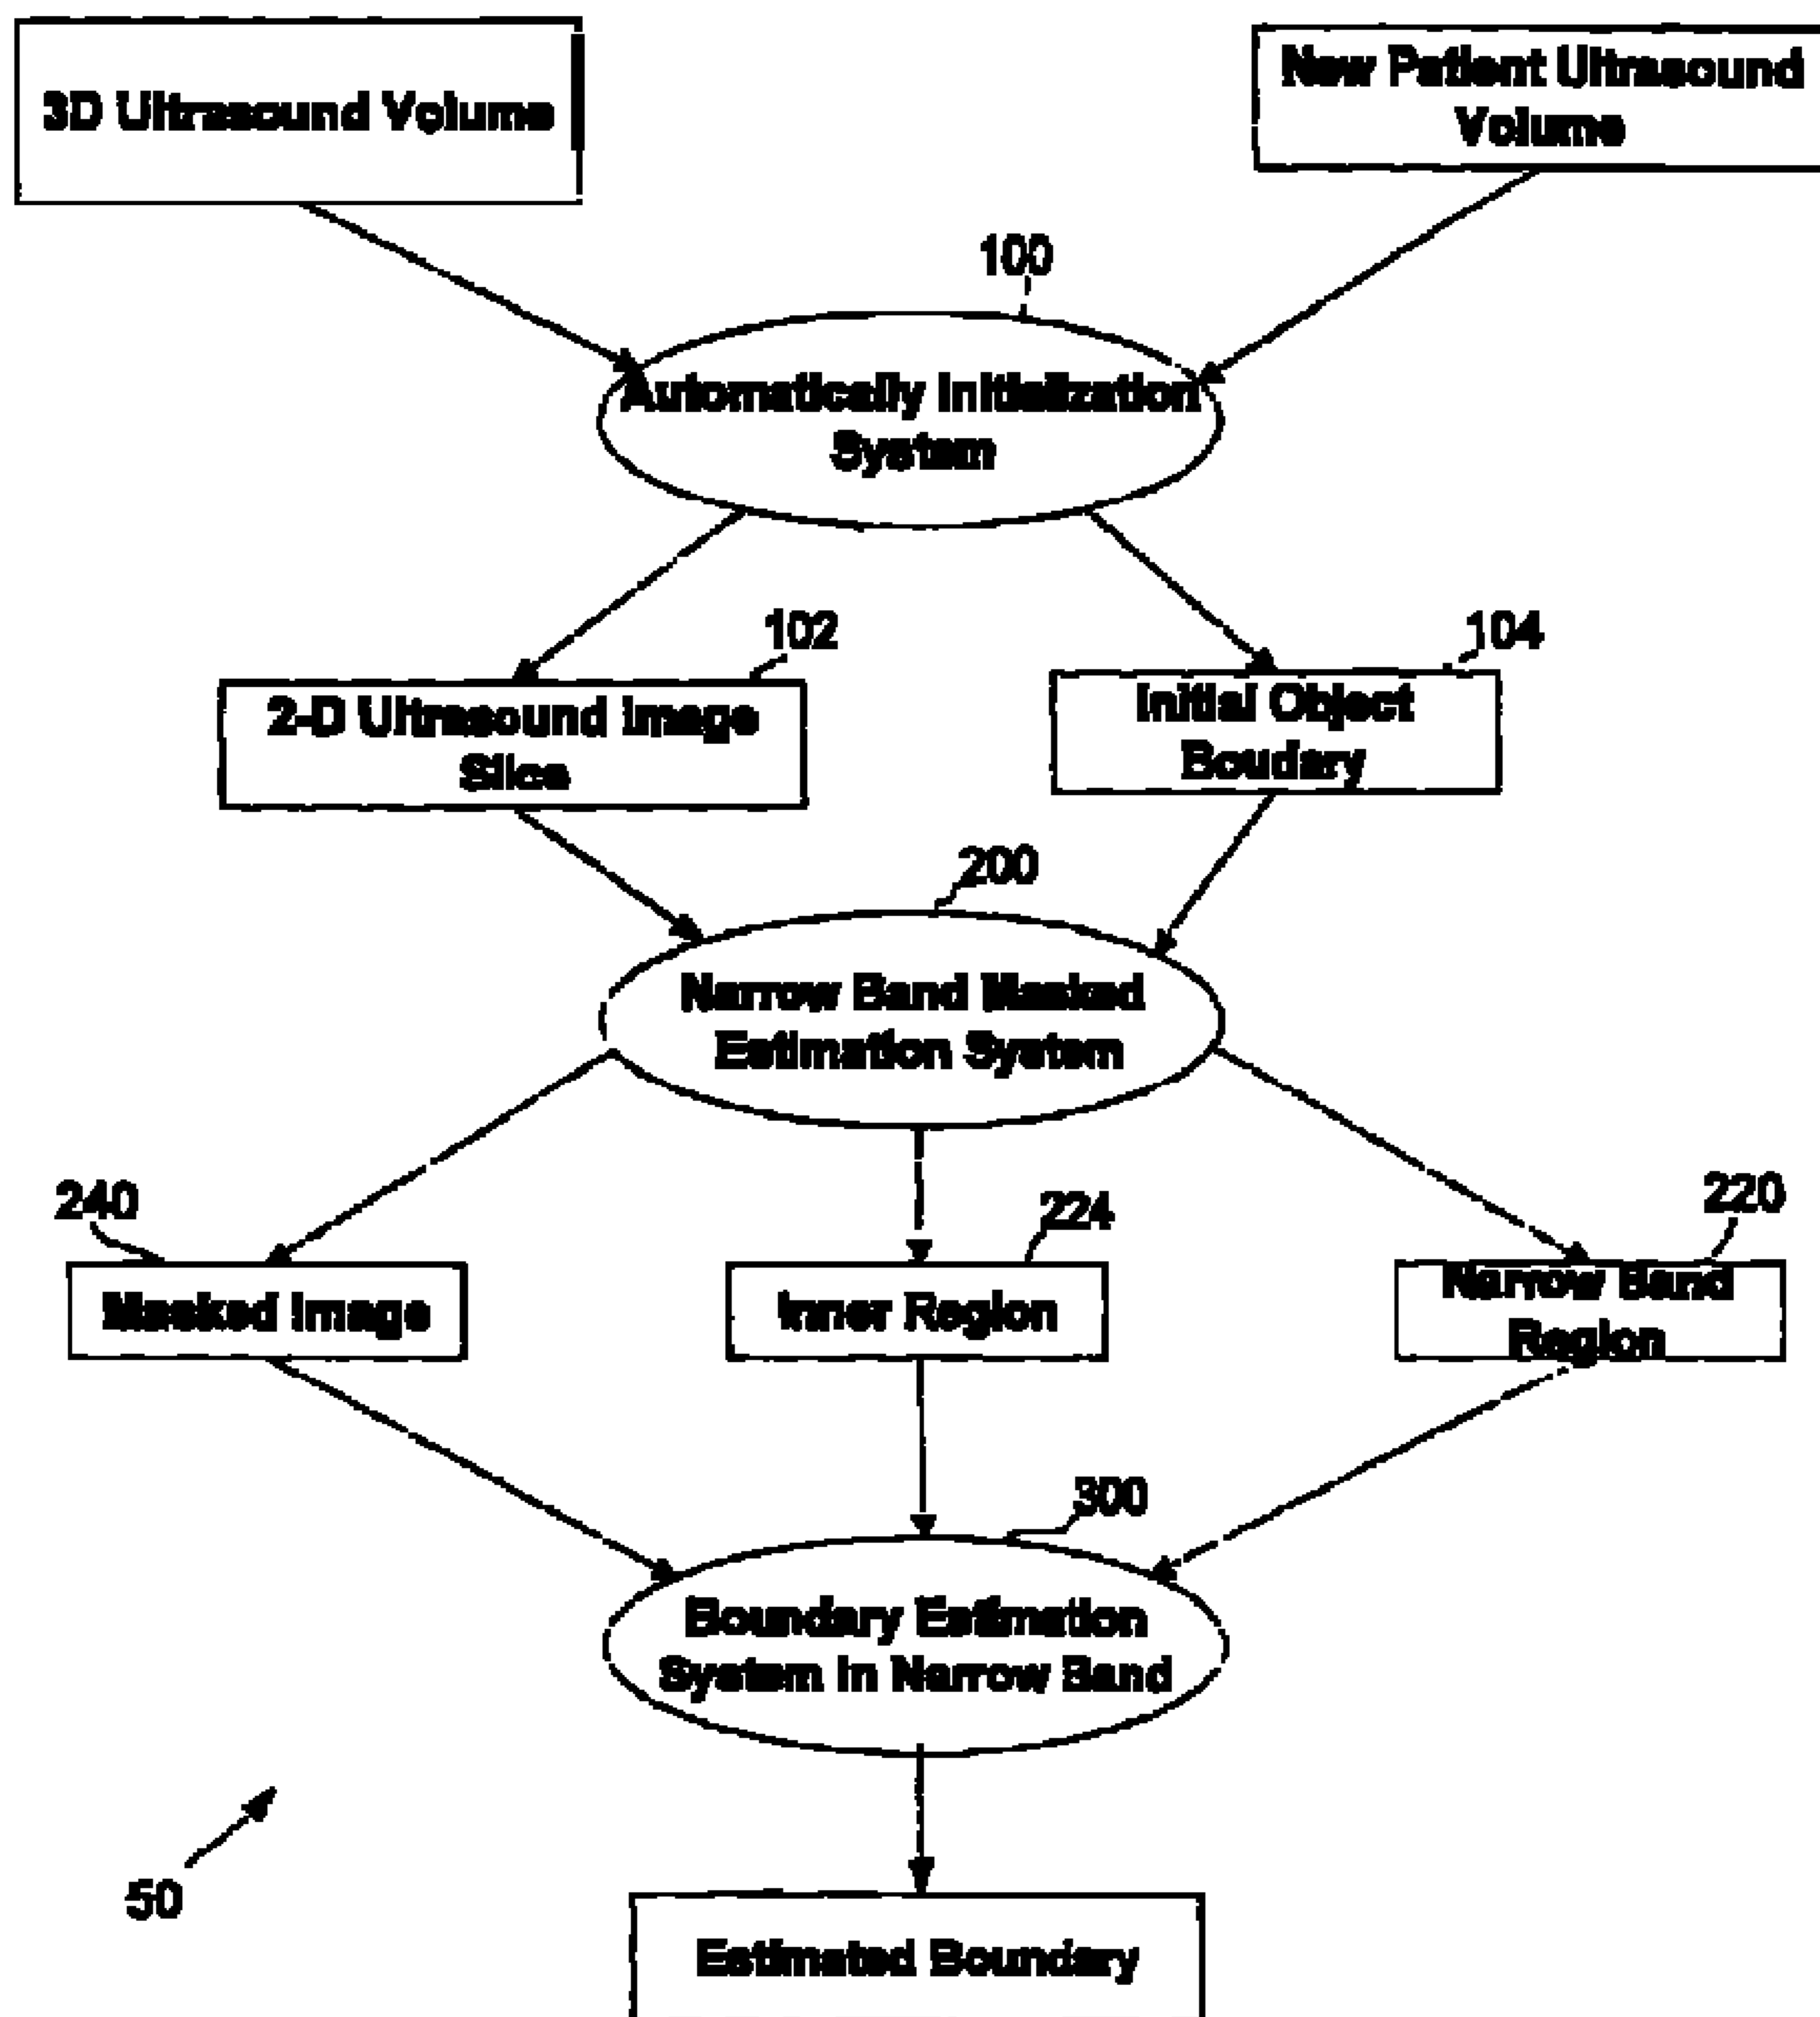 3D Ultrasound Volume
New Patient Ultrasound
Volume
100
Automatically Initialization
System
102
104
2-D Ultrasound Image
Slice
Initial Object
Boudary
200
Narrow Band Masked
Estimation System
240
224
220
Masked Image
Inner Region
Narrow Band
Region
300
Boundary Estimation
System in Narrow Band
50
Estimated Boundary